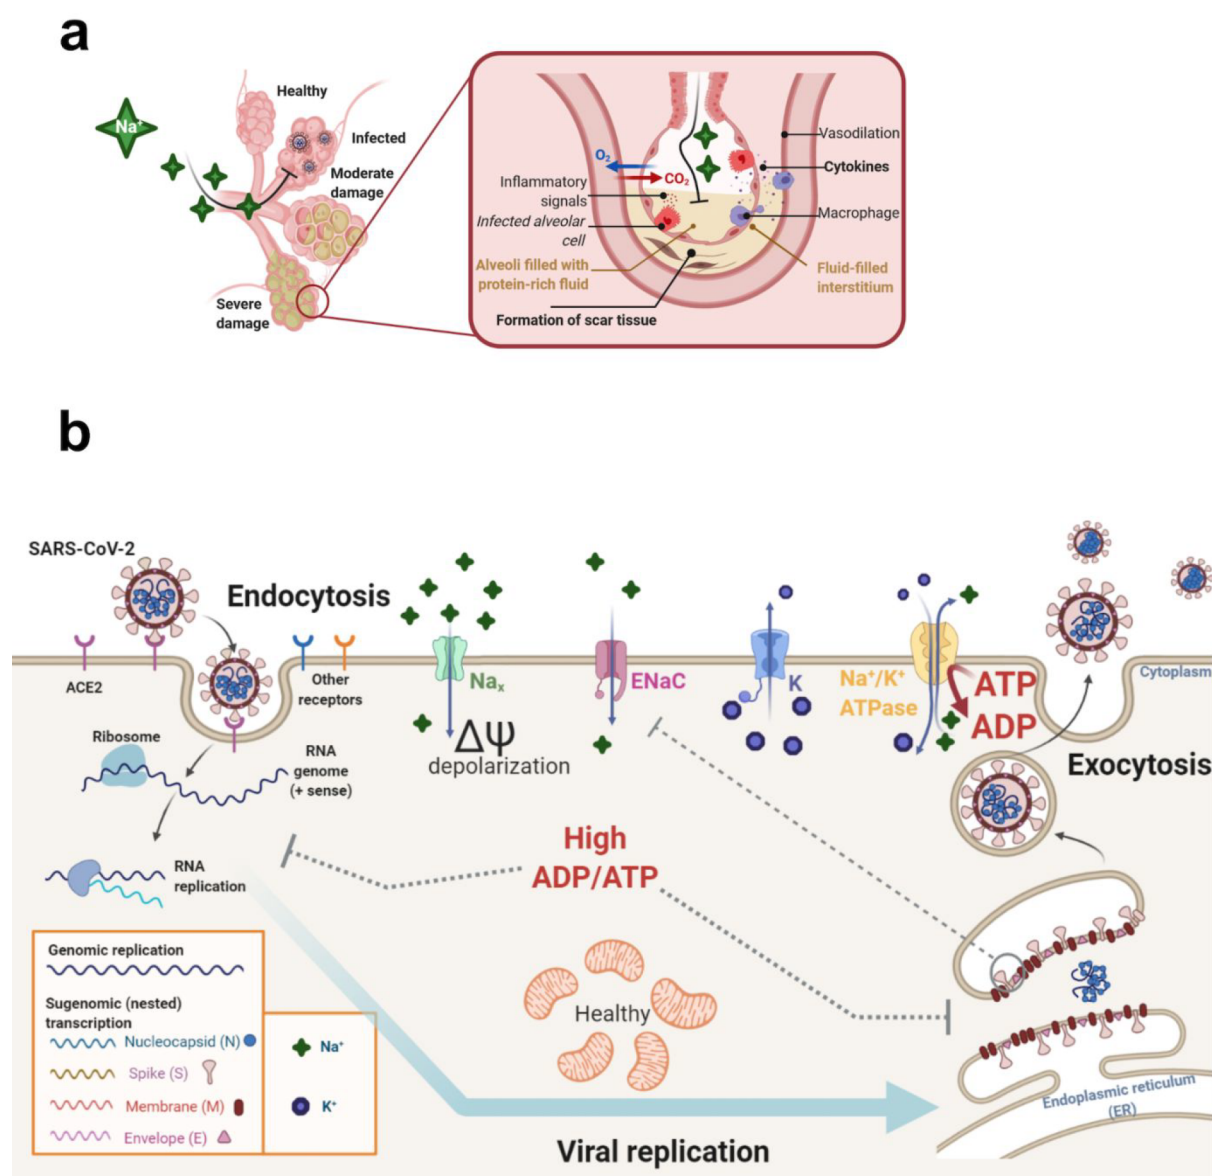 a
Na⁺
Healthy
Infected
Moderate
damage
Severe
damage
O₂
CO₂
Inflammatory
signals
Infected alveolar
cell
Alveoli filled with
protein-rich fluid
Formation of scar tissue
Vasodilation
Cytokines
Macrophage
Fluid-filled
interstitium
b
SARS-CoV-2
Endocytosis
ACE2
Other
receptors
Naₓ
ΔΨ
depolarization
ENaC
K
Na⁺/K⁺
ATPase
ATP
ADP
Cytoplasm
Exocytosis
Ribosome
RNA
genome
(+ sense)
RNA
replication
High
ADP/ATP
Healthy
Genomic replication
Sugenomic (nested)
transcription
Nucleocapsid (N)
Spike (S)
Membrane (M)
Envelope (E)
Na⁺
K⁺
Endoplasmic reticulum
(ER)
Viral replication